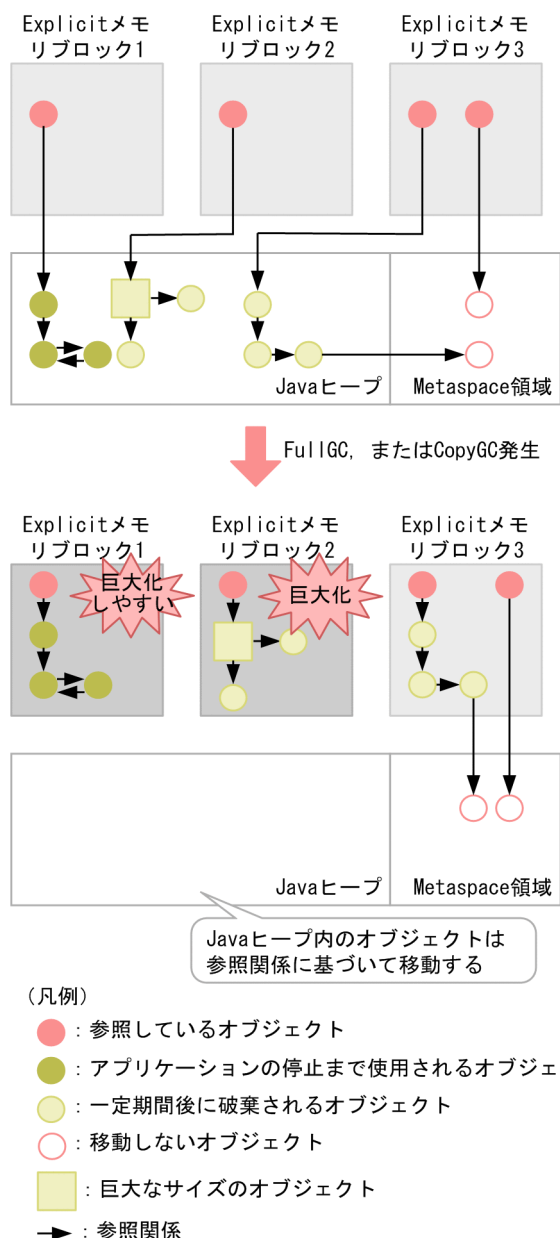 Explicitメモ
リブロック1
Explicitメモ
リブロック2
Explicitメモ
リブロック3
Javaヒープ
Metaspace領域
FullGC，またはCopyGC発生
Explicitメモ
リブロック1
Explicitメモ
リブロック2
Explicitメモ
リブロック3
巨大化
しやすい
巨大化
Javaヒープ
Metaspace領域
Javaヒープ内のオブジェクトは
参照関係に基づいて移動する
（凡例）
：参照しているオブジェクト
：アプリケーションの停止まで使用されるオブジェ
：一定期間後に破棄されるオブジェクト
：移動しないオブジェクト
：巨大なサイズのオブジェクト
：参照関係